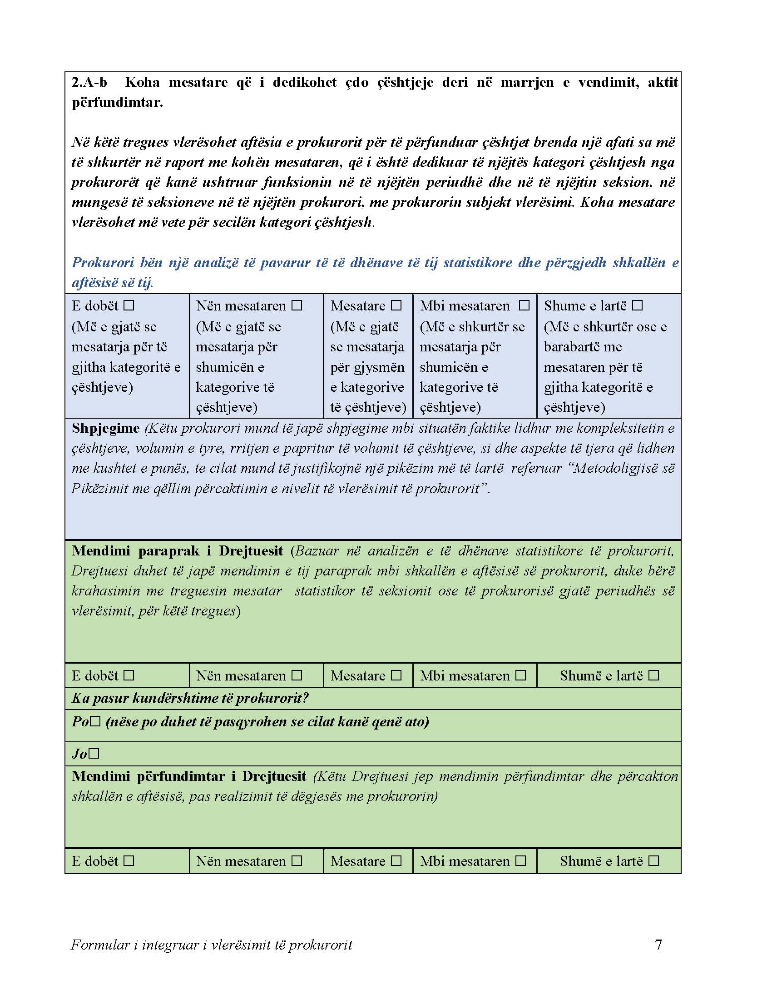 2.A-b Koha mesatare që i dedikohet çdo çështjeje deri në marrjen e vendimit, aktit
përfundimtar.
Në këtë tregues vlerësohet aftësia e prokurorit për të përfunduar çështjet brenda një afati sa më
të shkurtër në raport me kohën mesataren, që i është dedikuar të njëjtës kategori çështjesh nga
prokurorët që kanë ushtruar funksionin në të njëjtën periudhë dhe në të njëjtin seksion, në
mungesë të seksioneve në të njëjtën prokurori, me prokurorin subjekt vlerësimi. Koha mesatare
vlerësohet më vete për secilën kategori çështjesh.
Prokurori bën një analizë të pavarur të të dhënave të tij statistikore dhe përzgjedh shkallën e
aftësisë së tij.
E dobët ☐
(Më e gjatë se
mesatarja për të
gjitha kategoritë e
çështjeve)
Nën mesataren ☐
(Më e gjatë se
mesatarja për
shumicën e
kategorive të
çështjeve)
Mesatare ☐
(Më e gjatë
se mesatarja
për gjysmën
e kategorive
të çështjeve)
Mbi mesataren ☐
(Më e shkurtër se
mesatarja për
shumicën e
kategorive të
çështjeve)
Shume e lartë ☐
(Më e shkurtër ose e
barabartë me
mesataren për të
gjitha kategoritë e
çështjeve)
Shpjegime (Këtu prokurori mund të japë shpjegime mbi situatën faktike lidhur me kompleksitetin e
çështjeve, volumin e tyre, rritjen e papritur të volumit të çështjeve, si dhe aspekte të tjera që lidhen
me kushtet e punës, te cilat mund të justifikojnë një pikëzim më të lartë referuar “Metodoligjisë së
Pikëzimit me qëllim përcaktimin e nivelit të vlerësimit të prokurorit”.
Mendimi paraprak i Drejtuesit (Bazuar në analizën e të dhënave statistikore të prokurorit,
Drejtuesi duhet të japë mendimin e tij paraprak mbi shkallën e aftësisë së prokurorit, duke bërë
krahasimin me treguesin mesatar statistikor të seksionit ose të prokurorisë gjatë periudhës së
vlerësimit, për këtë tregues)
E dobët ☐ Nën mesataren ☐ Mesatare ☐ Mbi mesataren ☐ Shumë e lartë ☐
Ka pasur kundërshtime të prokurorit?
Po☐ (nëse po duhet të pasqyrohen se cilat kanë qenë ato)
Jo☐
Mendimi përfundimtar i Drejtuesit (Këtu Drejtuesi jep mendimin përfundimtar dhe përcakton
shkallën e aftësisë, pas realizimit të dëgjesës me prokurorin)
E dobët ☐ Nën mesataren ☐ Mesatare ☐ Mbi mesataren ☐ Shumë e lartë ☐
Formular i integruar i vlerësimit të prokurorit 7